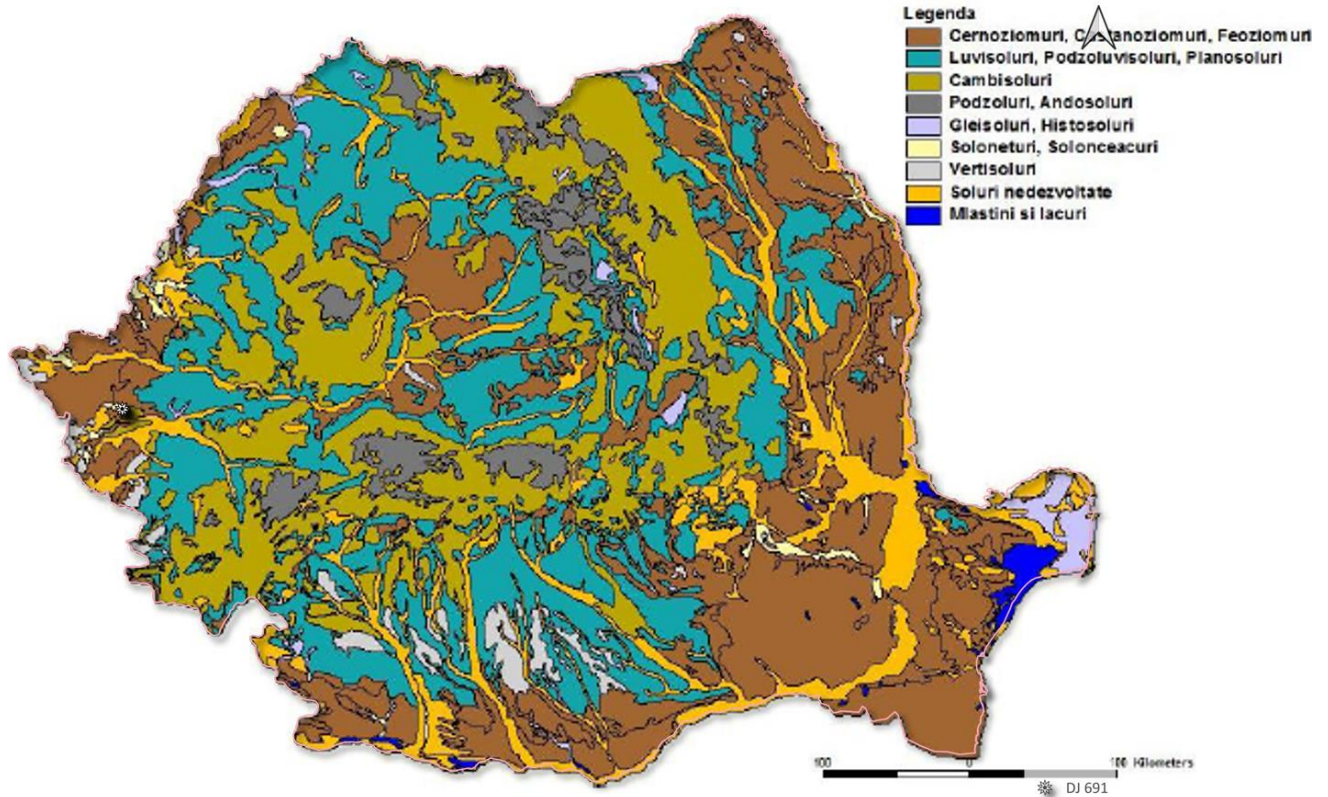 Legenda
Cernoziomuri, Feoziomuri
Luvisoluri, Podzoluvisoluri, Planosoluri
Cambisoluri
Podzoluri, Andosoluri
Gleisoluri, Histosoluri
Soloneturi, Solonceacuri
Vertisoluri
Soluri nedezvoltate
Mlastini si lacuri
100 0 100 Kilometers
DJ 691